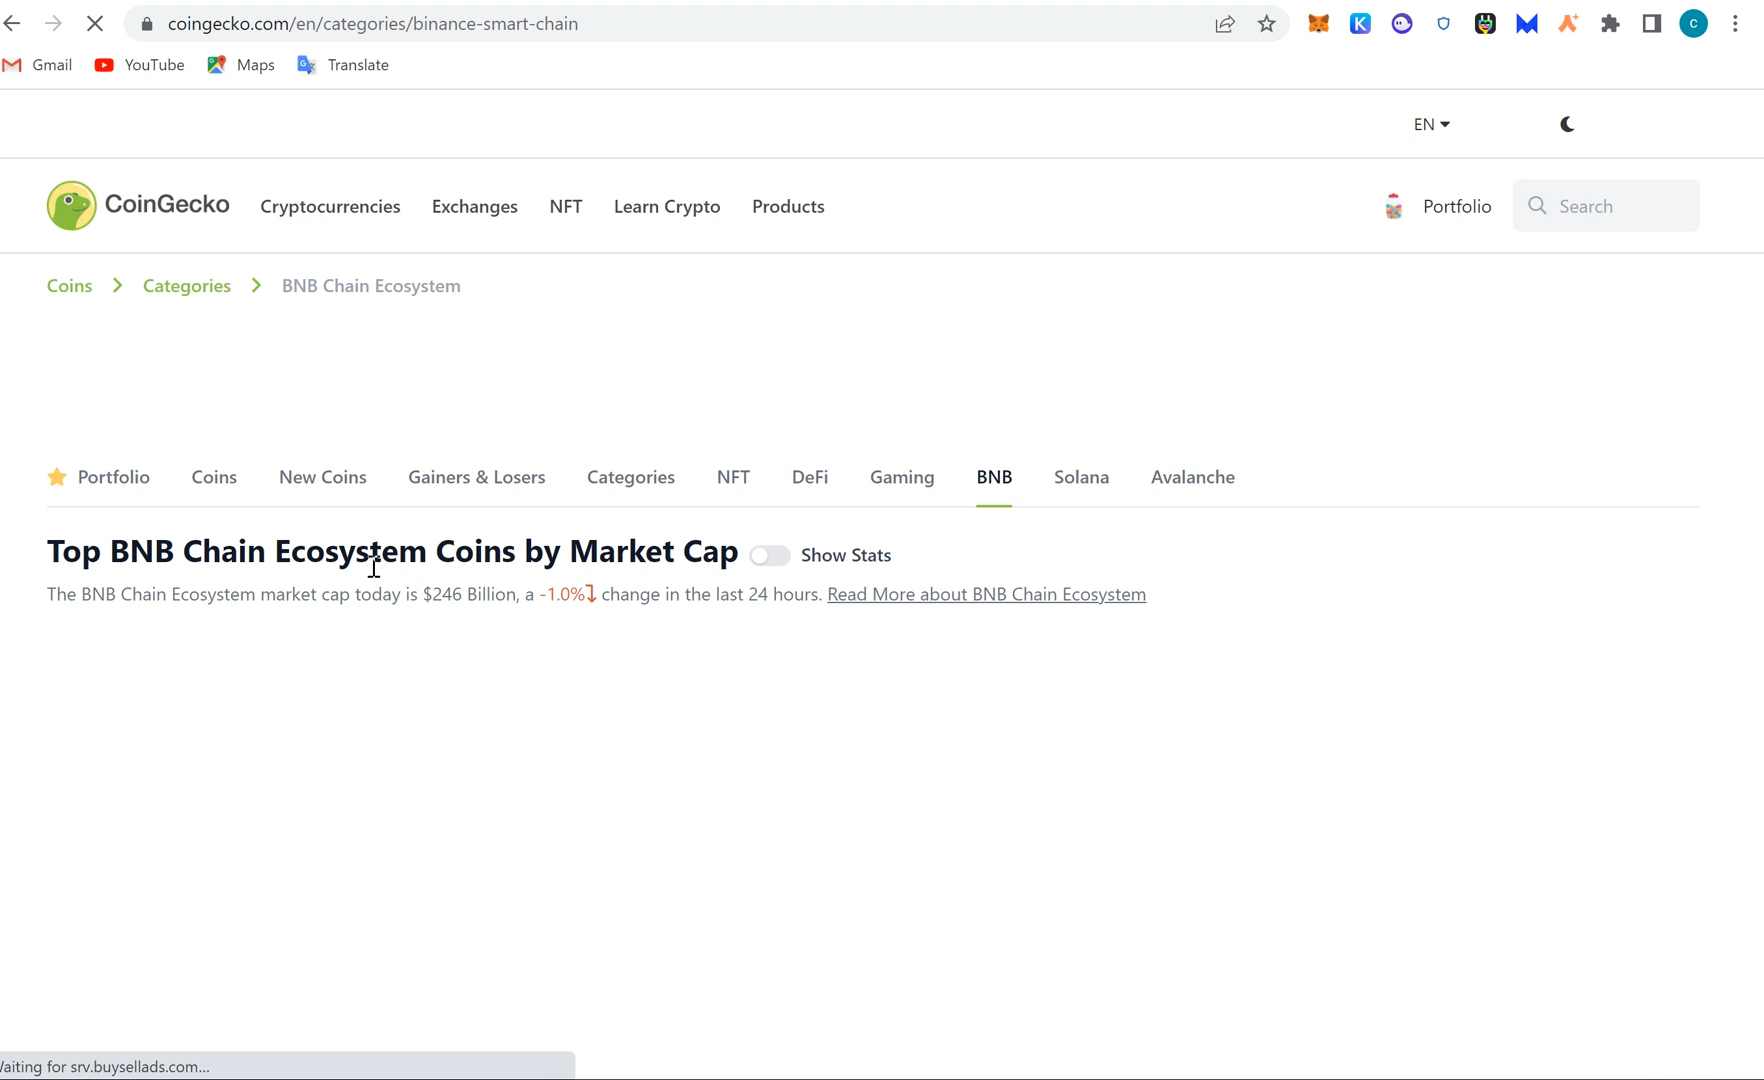 coingecko.com/en/categories/binance-smart-chain
K
C
Gmail YouTube Maps Translate
EN
CoinGecko Cryptocurrencies Exchanges NFT Learn Crypto Products Portfolio Search
Coins Categories BNB Chain Ecosystem
Portfolio Coins New Coins Gainers & Losers Categories NFT DeFi Gaming BNB Solana Avalanche
Top BNB Chain Ecosystem Coins by Market Cap Show Stats
The BNB Chain Ecosystem market cap today is $246 Billion, a -1.0% change in the last 24 hours. Read More about BNB Chain Ecosystem
aiting for srv.buysellads.com...